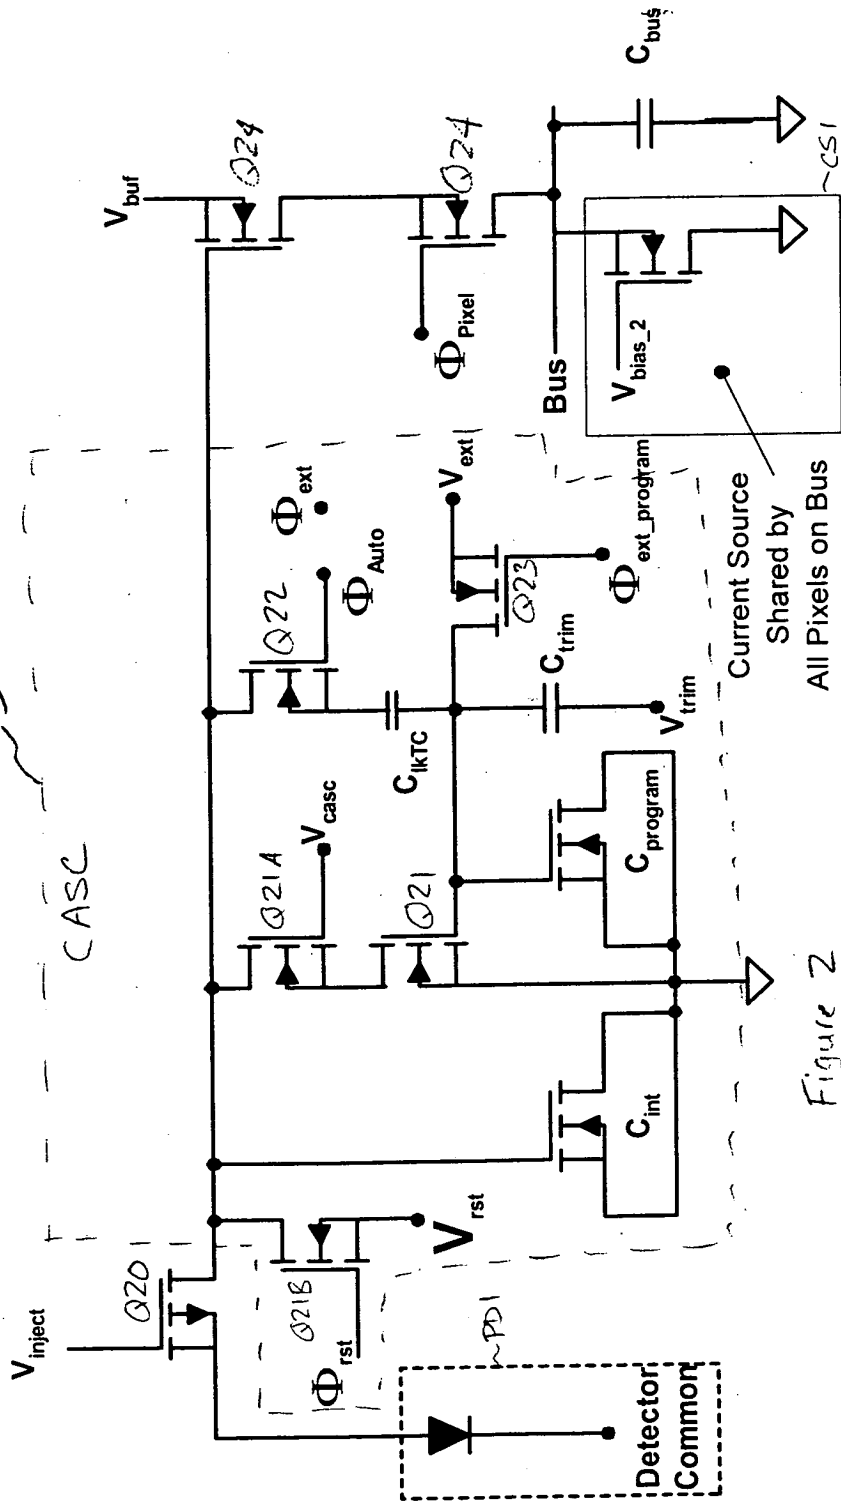 CASC
V_inject
Q20
Φ_rst
Q21B
V_rst
~PD1
Detector
Common
Q21A
V_casc
Q21
Q22
Φ_Auto
Φ_ext
C_lkTC
V_ext
Q23
Φ_ext_program
C_trim
V_trim
C_int
C_program
V_buf
Q24
Φ_Pixel
Q24
Bus
C_bus
V_bias_2
~CS1
Current Source
Shared by
All Pixels on Bus
Figure 2